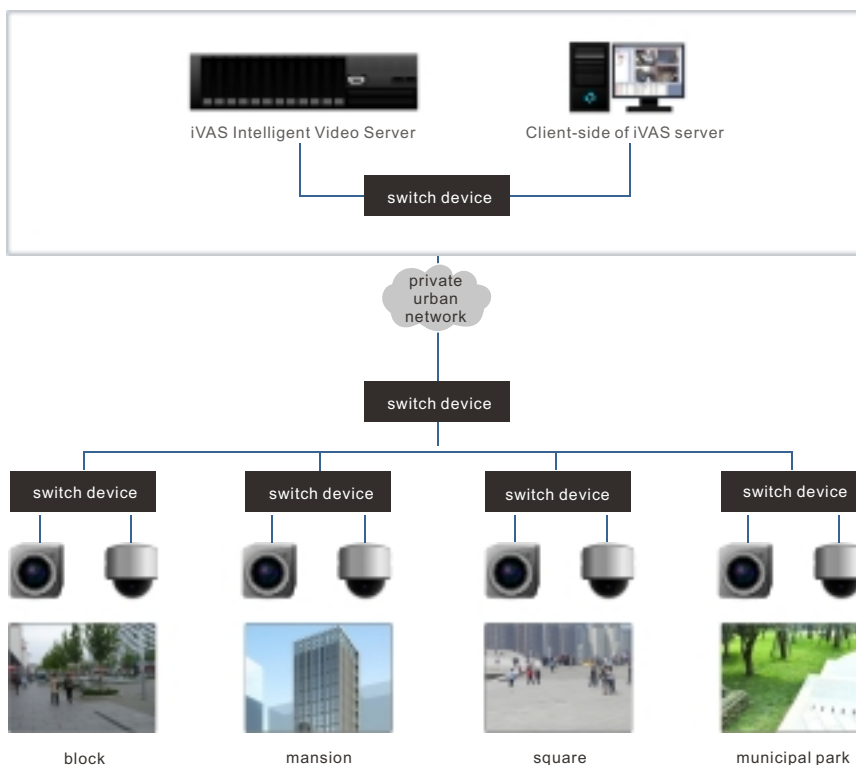 iVAS Intelligent Video Server
Client-side of iVAS server
switch device
private
urban
network
switch device
switch device
switch device
switch device
switch device
block
mansion
square
municipal park